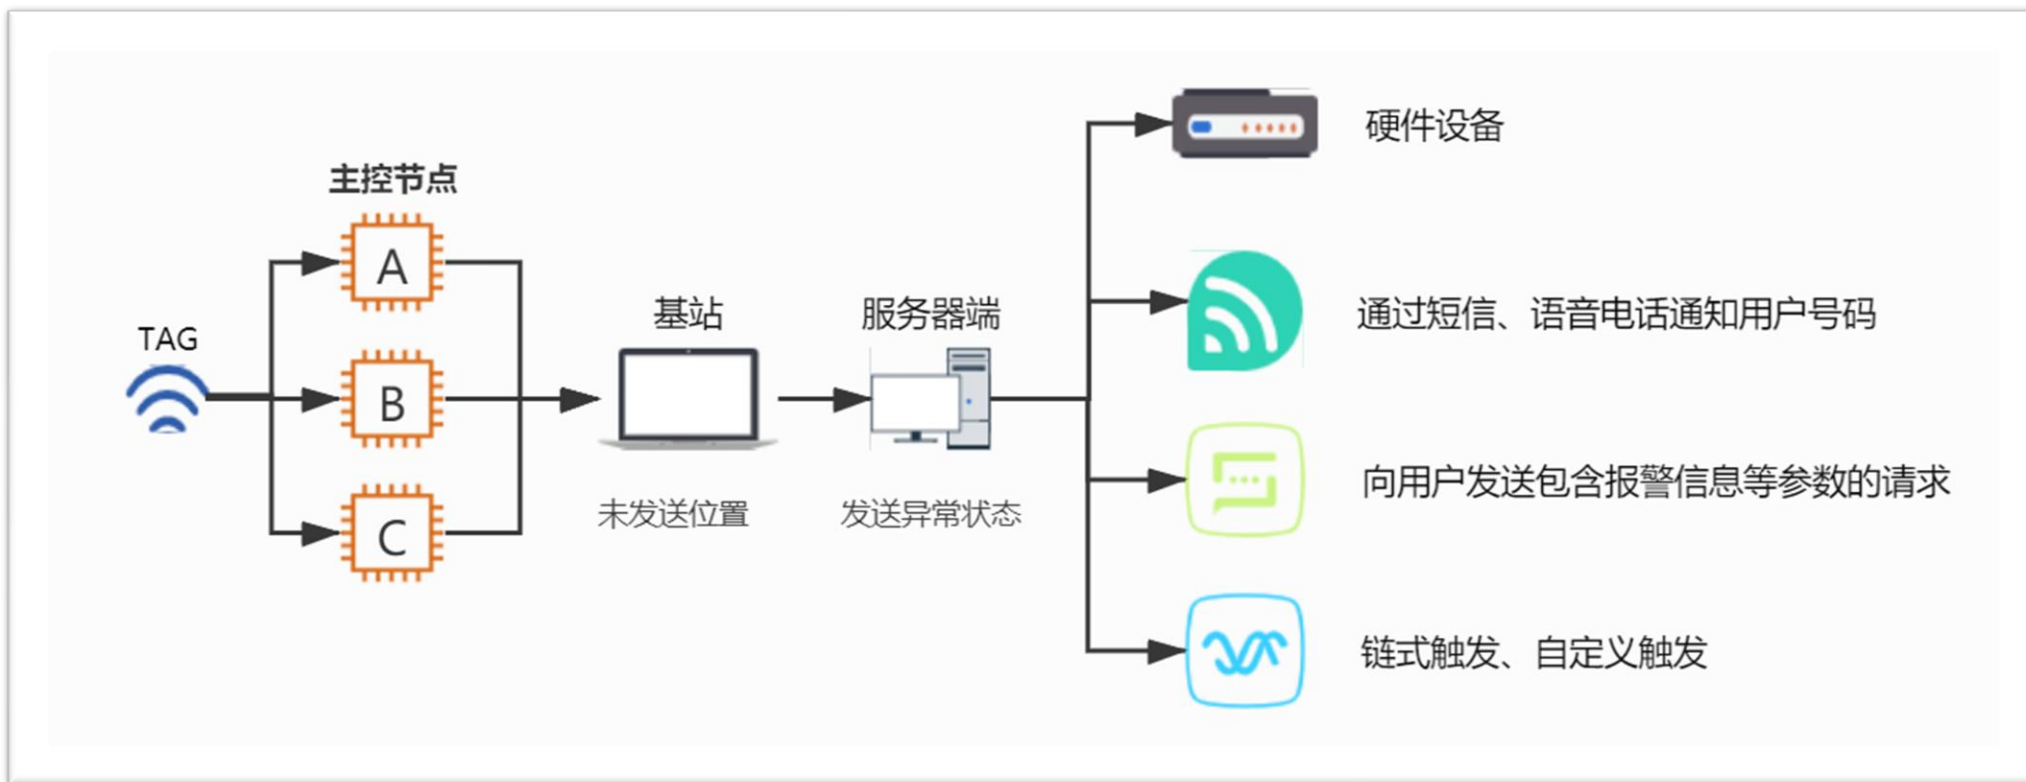 主控节点
A
TAG
B
C
基站
未发送位置
服务器端
发送异常状态
硬件设备
通过短信、语音电话通知用户号码
向用户发送包含报警信息等参数的请求
链式触发、自定义触发